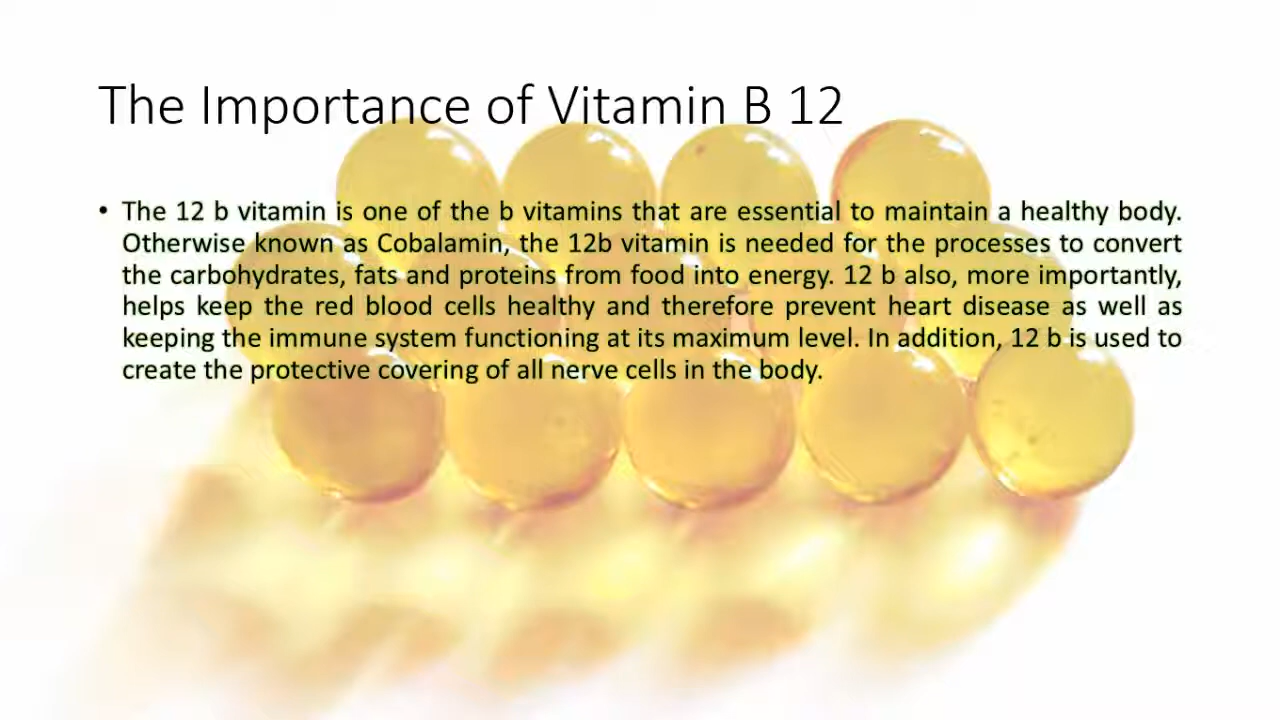 The Importance of Vitamin B 12
• The 12 b vitamin is one of the b vitamins that are essential to maintain a healthy body.
Otherwise known as Cobalamin, the 12b vitamin is needed for the processes to convert
the carbohydrates, fats and proteins from food into energy. 12 b also, more importantly,
helps keep the red blood cells healthy and therefore prevent heart disease as well as
keeping the immune system functioning at its maximum level. In addition, 12 b is used to
create the protective covering of all nerve cells in the body.